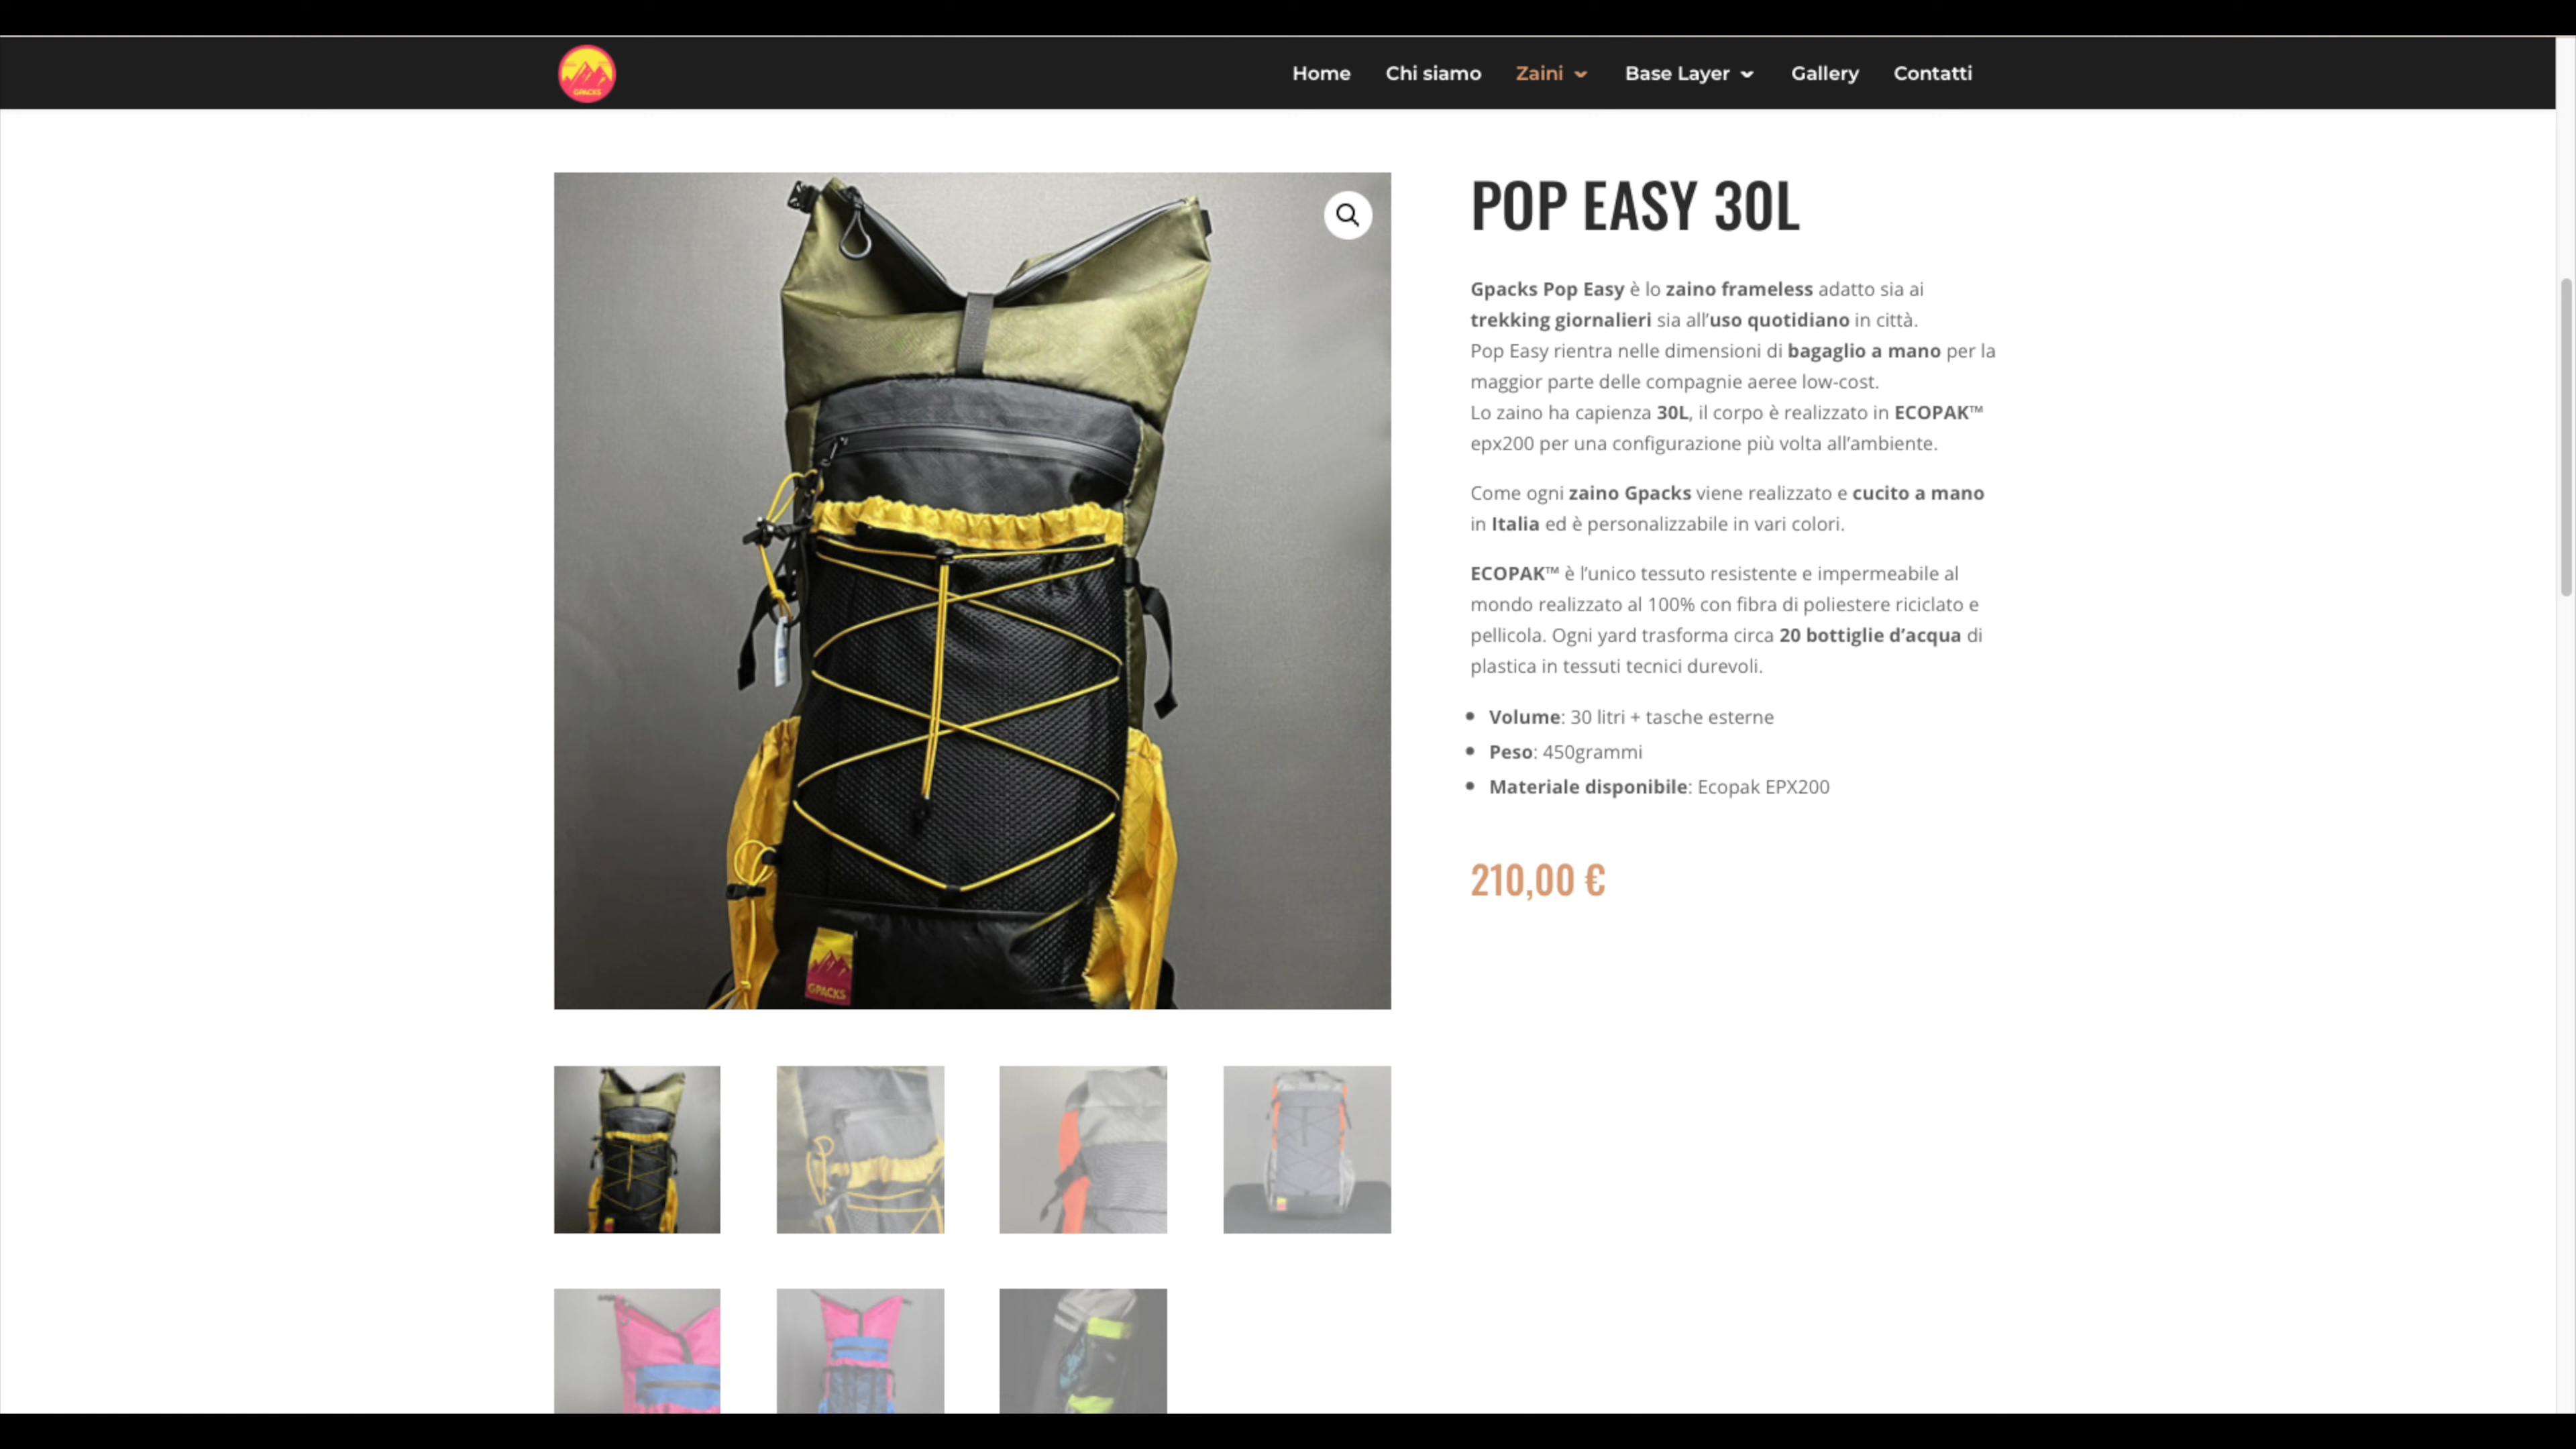 GPACKS
Home Chi siamo Zaini Base Layer Gallery Contatti
POP EASY 30L
Gpacks Pop Easy è lo zaino frameless adatto sia ai
trekking giornalieri sia all’uso quotidiano in città.
Pop Easy rientra nelle dimensioni di bagaglio a mano per la
maggior parte delle compagnie aeree low-cost.
Lo zaino ha capienza 30L, il corpo è realizzato in ECOPAK™
epx200 per una configurazione più volta all’ambiente.
Come ogni zaino Gpacks viene realizzato e cucito a mano
in Italia ed è personalizzabile in vari colori.
ECOPAK™ è l’unico tessuto resistente e impermeabile al
mondo realizzato al 100% con fibra di poliestere riciclato e
pellicola. Ogni yard trasforma circa 20 bottiglie d’acqua di
plastica in tessuti tecnici durevoli.
Volume: 30 litri + tasche esterne
Peso: 450grammi
Materiale disponibile: Ecopak EPX200
210,00 €
GPACKS